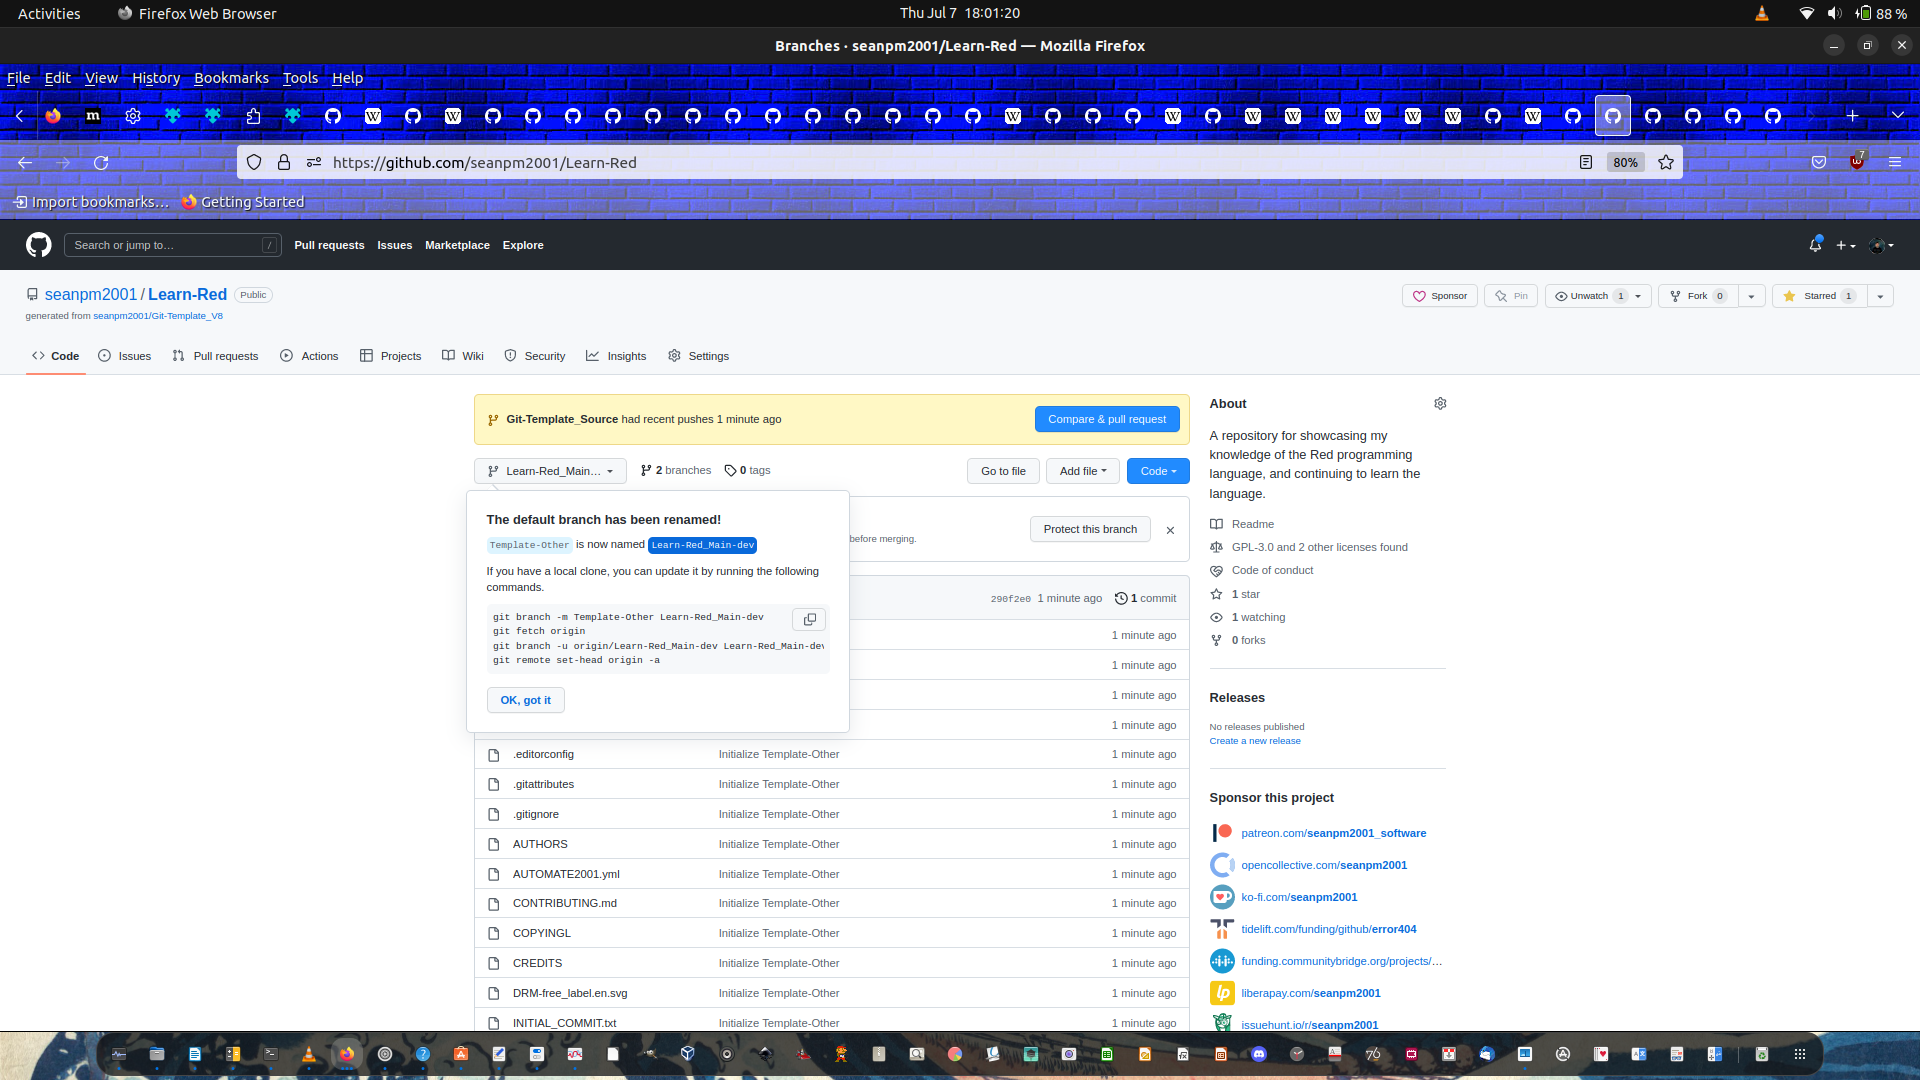 Activities Firefox Web Browser Thu Jul 7 18:01:20 88 %
Branches · seanpm2001/Learn-Red — Mozilla Firefox
File Edit View History Bookmarks Tools Help
https://github.com/seanpm2001/Learn-Red 80% 7
Import bookmarks… Getting Started
Search or jump to… / Pull requests Issues Marketplace Explore
seanpm2001 / Learn-Red Public Sponsor Pin Unwatch 1 Fork 0 Starred 1
generated from seanpm2001/Git-Template_V8
Code Issues Pull requests Actions Projects Wiki Security Insights Settings
Git-Template_Source had recent pushes 1 minute ago Compare & pull request
Learn-Red_Main… 2 branches 0 tags Go to file Add file Code
The default branch has been renamed!
Template-Other is now named Learn-Red_Main-dev
If you have a local clone, you can update it by running the following
commands.
git branch -m Template-Other Learn-Red_Main-dev
git fetch origin
git branch -u origin/Learn-Red_Main-dev Learn-Red_Main-dev
git remote set-head origin -a
OK, got it
before merging. Protect this branch
290f2e0 1 minute ago 1 commit
1 minute ago
1 minute ago
1 minute ago
1 minute ago
.editorconfig Initialize Template-Other 1 minute ago
.gitattributes Initialize Template-Other 1 minute ago
.gitignore Initialize Template-Other 1 minute ago
AUTHORS Initialize Template-Other 1 minute ago
AUTOMATE2001.yml Initialize Template-Other 1 minute ago
CONTRIBUTING.md Initialize Template-Other 1 minute ago
COPYINGL Initialize Template-Other 1 minute ago
CREDITS Initialize Template-Other 1 minute ago
DRM-free_label.en.svg Initialize Template-Other 1 minute ago
INITIAL_COMMIT.txt Initialize Template-Other 1 minute ago
About
A repository for showcasing my
knowledge of the Red programming
language, and continuing to learn the
language.
Readme
GPL-3.0 and 2 other licenses found
Code of conduct
1 star
1 watching
0 forks
Releases
No releases published
Create a new release
Sponsor this project
patreon.com/seanpm2001_software
opencollective.com/seanpm2001
ko-fi.com/seanpm2001
tidelift.com/funding/github/error404
funding.communitybridge.org/projects/…
liberapay.com/seanpm2001
issuehunt.io/r/seanpm2001